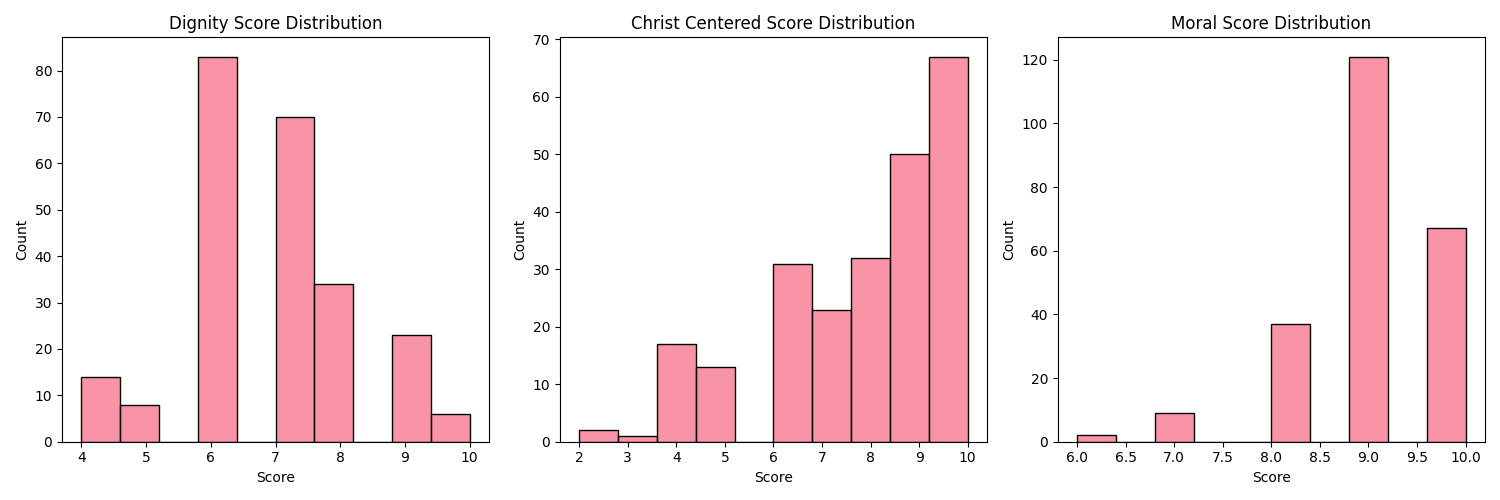 Dignity Score Distribution
80
70
60
50
40
30
20
10
0
Count
4 5 6 7 8 9 10
Score
Christ Centered Score Distribution
70
60
50
40
30
20
10
0
Count
2 3 4 5 6 7 8 9 10
Score
Moral Score Distribution
120
100
80
60
40
20
0
Count
6.0 6.5 7.0 7.5 8.0 8.5 9.0 9.5 10.0
Score